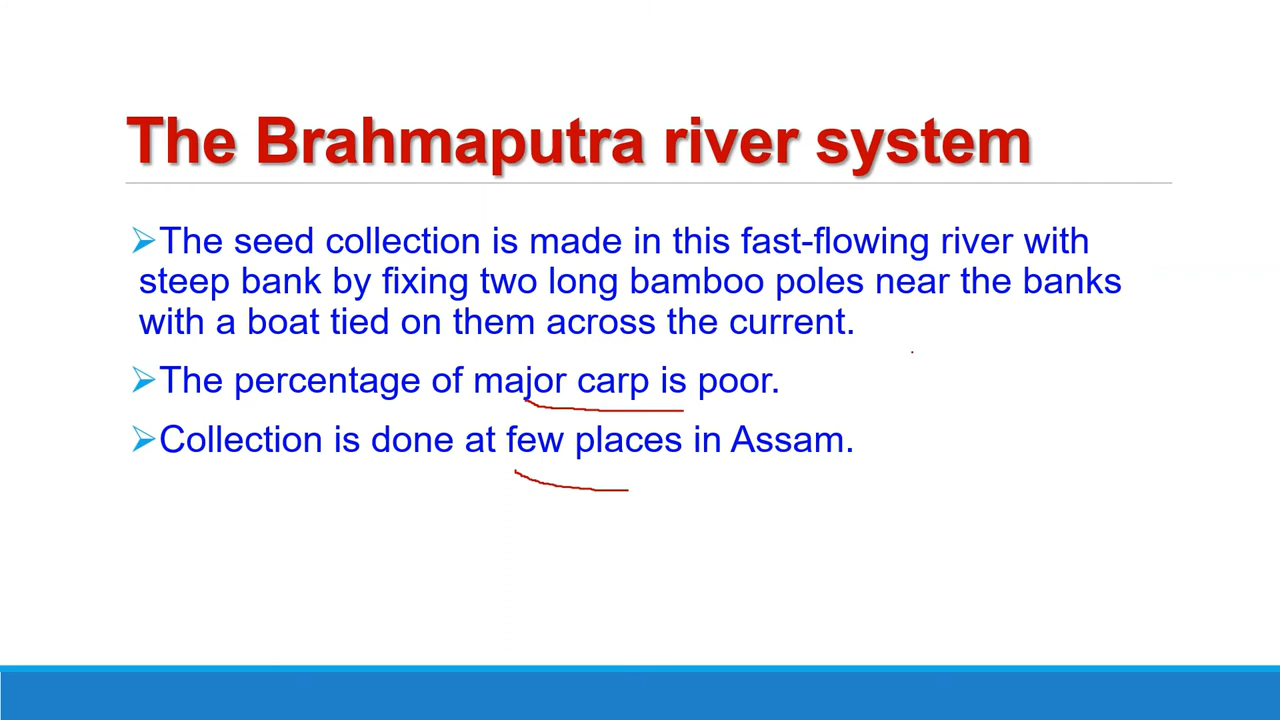 The Brahmaputra river system
➢The seed collection is made in this fast-flowing river with
steep bank by fixing two long bamboo poles near the banks
with a boat tied on them across the current.
➢The percentage of major carp is poor.
➢Collection is done at few places in Assam.